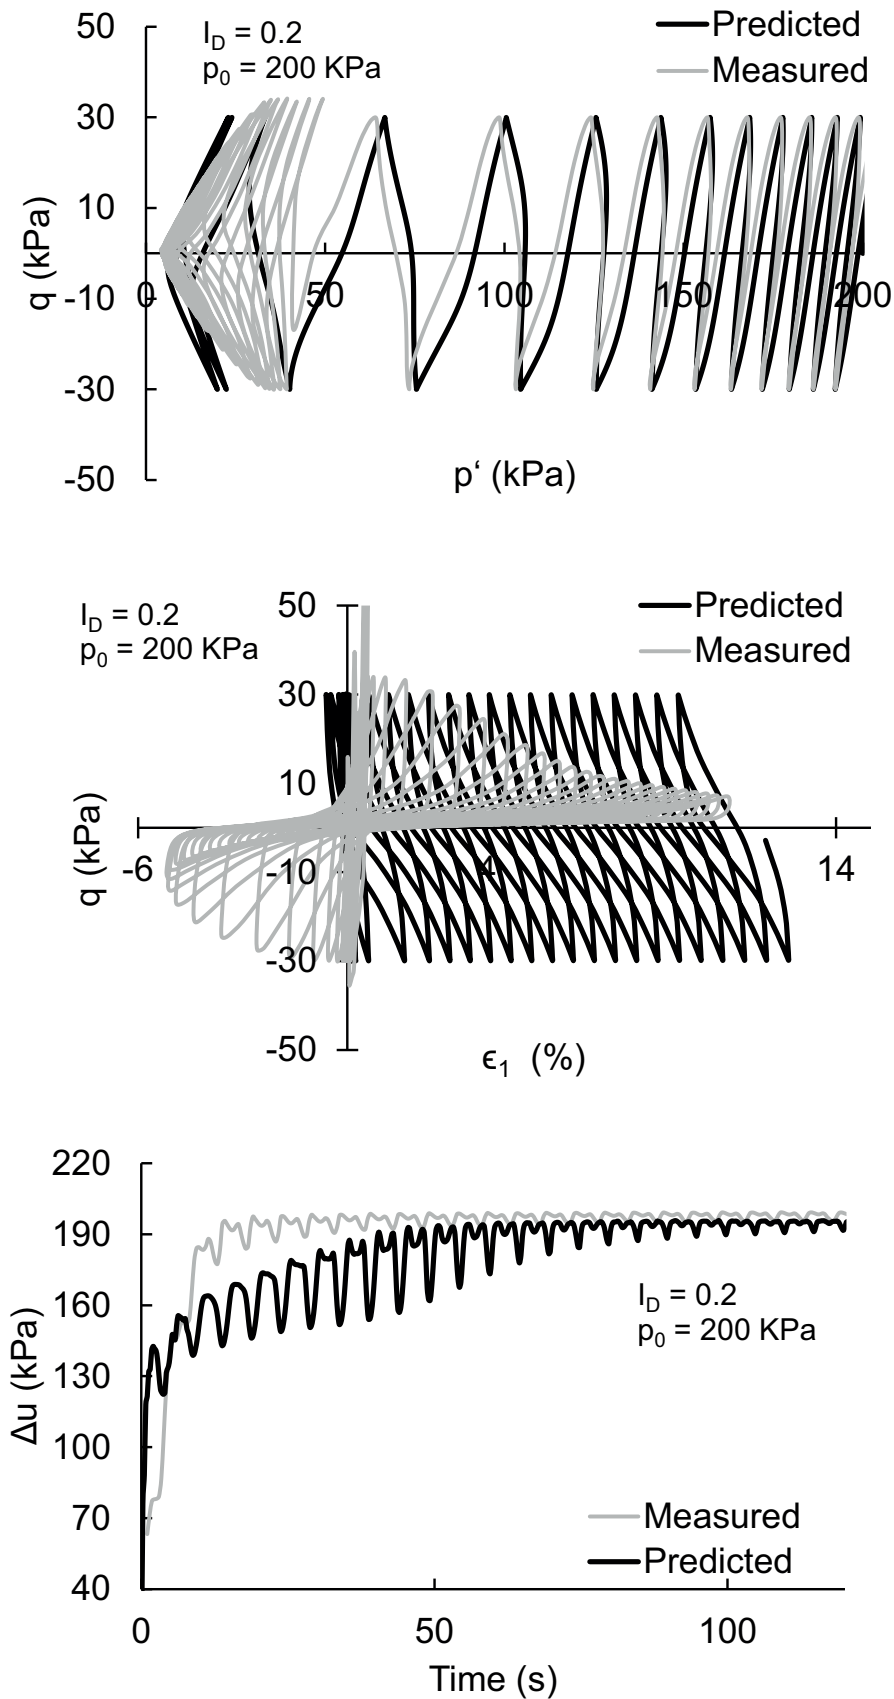 50
I_D = 0.2
p_0 = 200 KPa
Predicted
Measured
30
10
q (kPa)
0
50
100
150
200
-10
-30
-50
p‘ (kPa)
I_D = 0.2
p_0 = 200 KPa
50
Predicted
Measured
30
10
q (kPa)
-6
4
14
-10
-30
-50
ϵ_1 (%)
220
190
160
I_D = 0.2
p_0 = 200 KPa
130
Δu (kPa)
100
70
Measured
Predicted
40
0
50
100
Time (s)